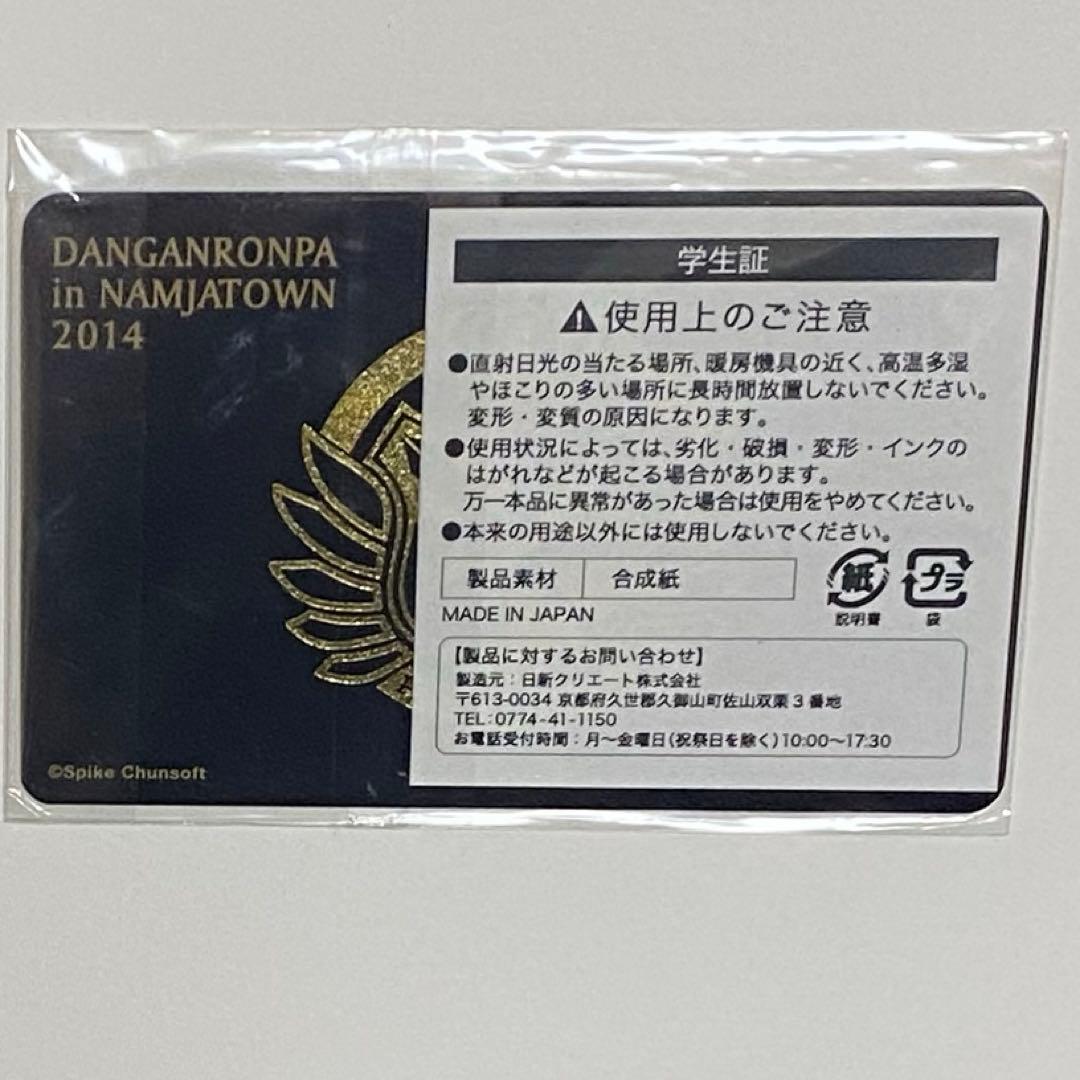 DANGANRONPA
in NAMJATOWN
2014
©Spike Chunsoft
学生証
使用上のご注意
●直射日光の当たる場所、暖房機具の近く、高温多湿
やほこりの多い場所に長時間放置しないでください。
変形・変質の原因になります。
●使用状況によっては、劣化・破損・変形・インクの
はがれなどが起こる場合があります。
万一本品に異常があった場合は使用をやめてください。
●本来の用途以外には使用しないでください。
製品素材 合成紙
紙 プラ
説明書 袋
MADE IN JAPAN
【製品に対するお問い合わせ】
製造元：日新クリエート株式会社
〒613-0034 京都府久世郡久御山町佐山双栗3番地
TEL:0774-41-1150
お電話受付時間：月～金曜日(祝祭日を除く)10:00～17:30